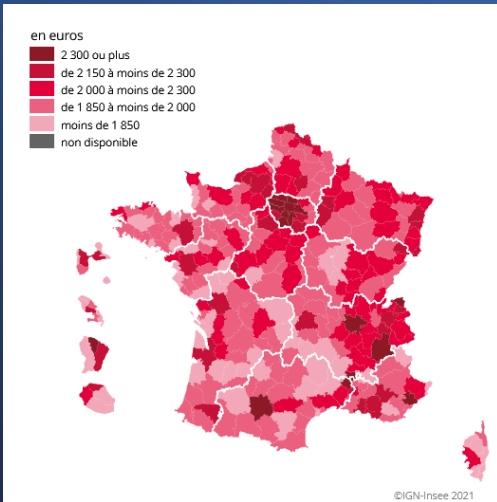 en euros
2 300 ou plus
de 2 150 à moins de 2 300
de 2 000 à moins de 2 300
de 1 850 à moins de 2 000
moins de 1 850
non disponible
©IGN-Insee 2021